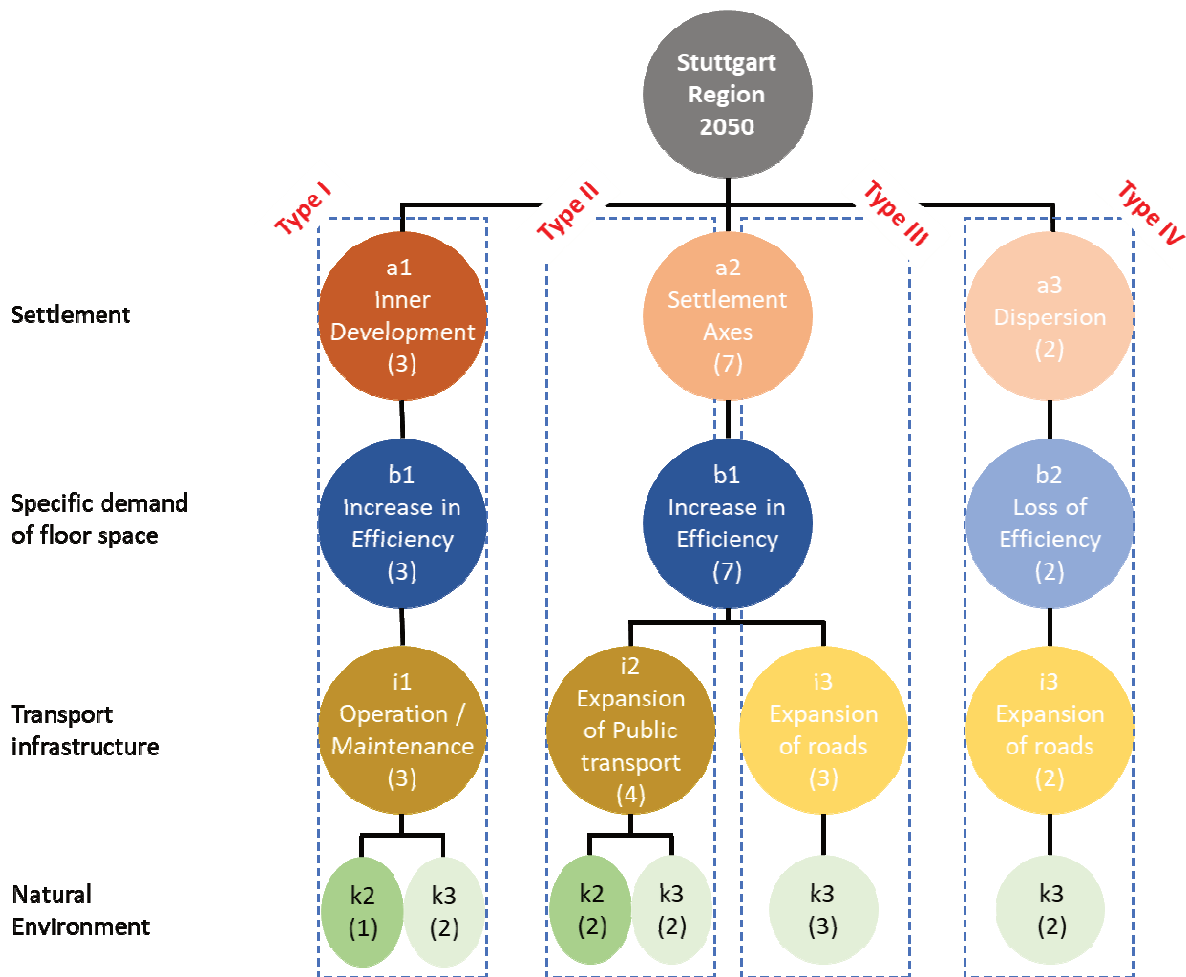 Stuttgart
Region
2050
Type I
Type II
Type III
Type IV
Settlement
a1
Inner
Development
(3)
a2
Settlement
Axes
(7)
a3
Dispersion
(2)
Specific demand
of floor space
b1
Increase in
Efficiency
(3)
b1
Increase in
Efficiency
(7)
b2
Loss of
Efficiency
(2)
Transport
infrastructure
i1
Operation /
Maintenance
(3)
i2
Expansion
of Public
transport
(4)
i3
Expansion
of roads
(3)
i3
Expansion
of roads
(2)
Natural
Environment
k2
(1)
k3
(2)
k2
(2)
k3
(2)
k3
(3)
k3
(2)